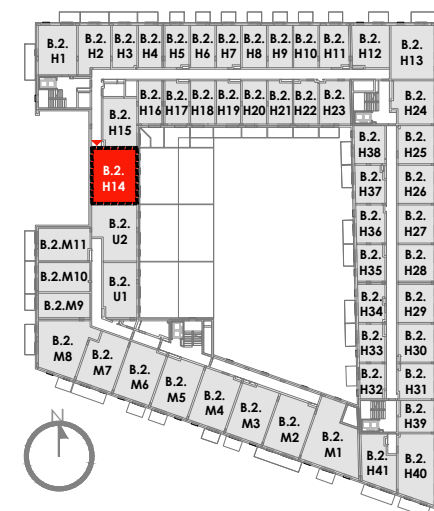 B.2.
H1
B.2.
H2
B.2.
H3
B.2.
H4
B.2.
H5
B.2.
H6
B.2.
H7
B.2.
H8
B.2.
H9
B.2.
H10
B.2.
H11
B.2.
H12
B.2.
H13
B.2.
H15
B.2.
H16
B.2.
H17
B.2.
H18
B.2.
H19
B.2.
H20
B.2.
H21
B.2.
H22
B.2.
H23
B.2.
H24
B.2.
H38
B.2.
H25
B.2.
H14
B.2.
H37
B.2.
H26
B.2.
U2
B.2.
H36
B.2.
H27
B.2.M11
B.2.
H35
B.2.
H28
B.2.M10
B.2.
U1
B.2.
H34
B.2.
H29
B.2.M9
B.2.
M8
B.2.
M7
B.2.
M6
B.2.
M5
B.2.
M4
B.2.
M3
B.2.
M2
B.2.
M1
B.2.
H33
B.2.
H30
B.2.
H32
B.2.
H31
B.2.
H39
B.2.
H41
B.2.
H40
N